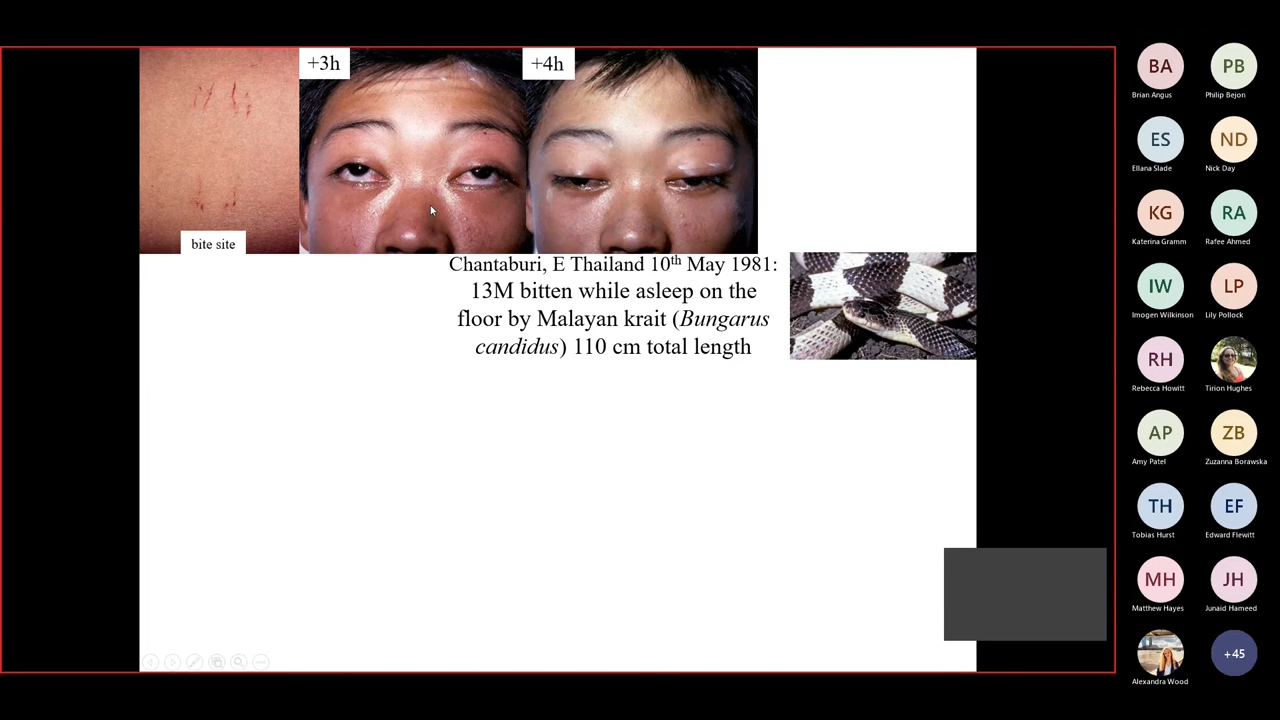 +3h
+4h
bite site
Chantaburi, E Thailand 10th May 1981:
13M bitten while asleep on the
floor by Malayan krait (Bungarus
candidus) 110 cm total length
BA
PB
Brian Angus
Philip Bejon
ES
ND
Ellana Slade
Nick Day
KG
RA
Katerina Gramm
Rafee Ahmed
IW
LP
Imogen Wilkinson
Lily Pollock
RH
Rebecca Howitt
Tirion Hughes
AP
ZB
Amy Patel
Zuzanna Borawska
TH
EF
Tobias Hurst
Edward Flewitt
MH
JH
Matthew Hayes
Junaid Hameed
+45
Alexandra Wood